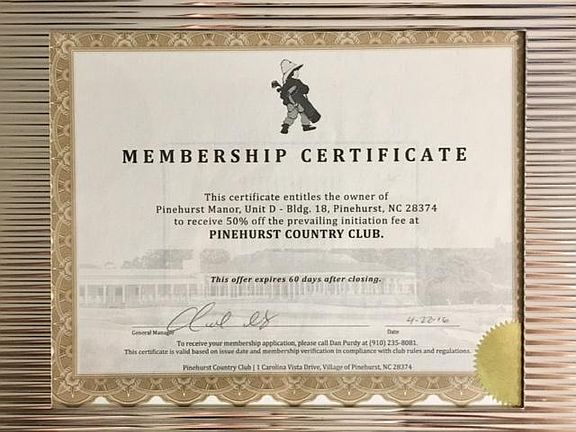 MEMBERSHIP CERTIFICATE
This certificate entitles the owner of
Pinehurst Manor, Unit D - Bldg. 18, Pinehurst, NC 28374
to receive 50% off the prevailing initiation fee at
PINEHURST COUNTRY CLUB.
This offer expires 60 days after closing.
4-22-16
General Manager Date
To receive your membership application, please call Dan Purdy at (910) 235-8081.
This certificate is valid based on issue date and membership verification in compliance with club rules and regulations.
Pinehurst Country Club | 1 Carolina Vista Drive, Village of Pinehurst, NC 28374